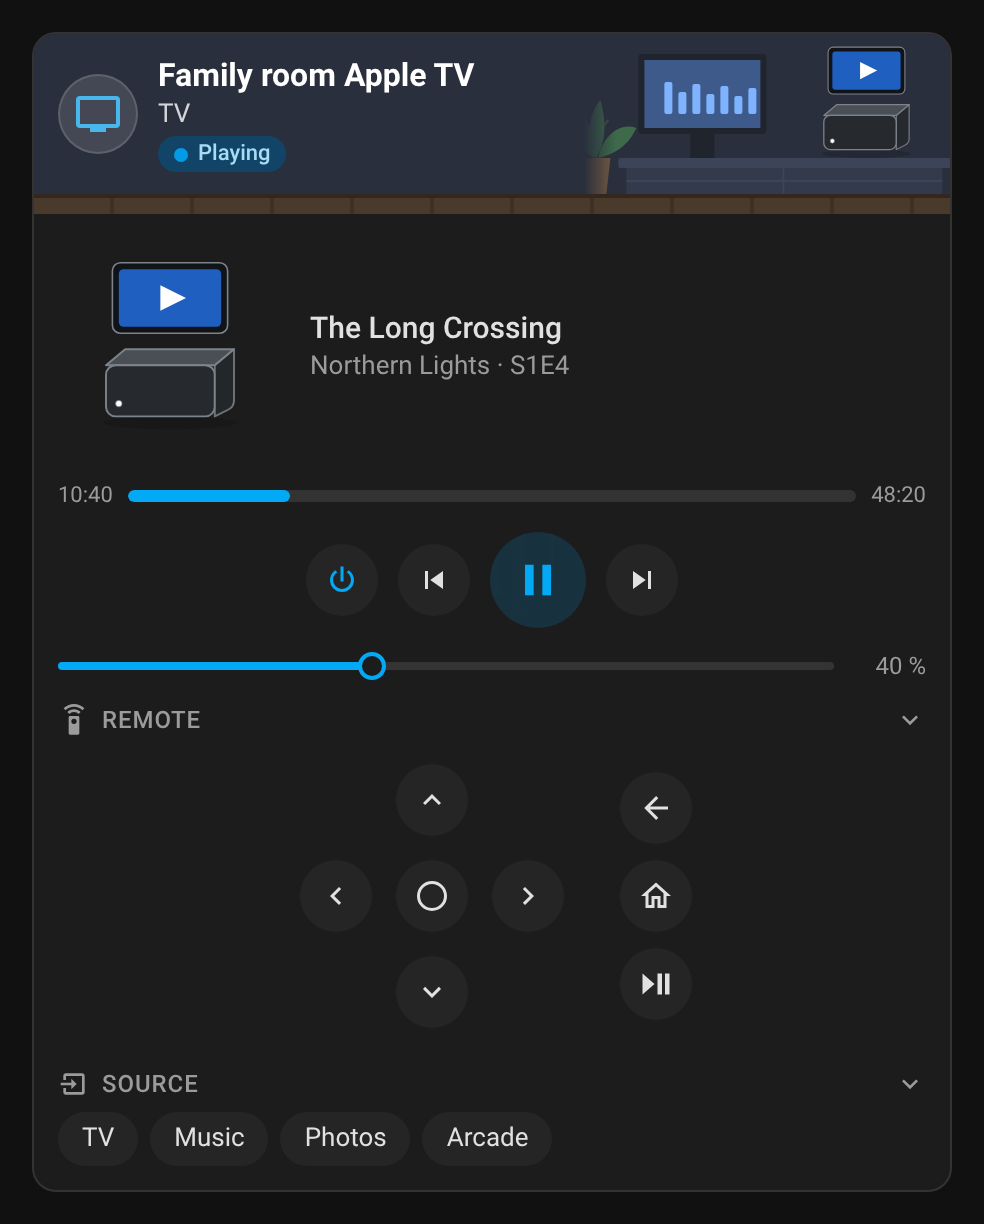 Family room Apple TV
TV
Playing
The Long Crossing
Northern Lights · S1E4
10:40
48:20
40 %
REMOTE
SOURCE
TV
Music
Photos
Arcade